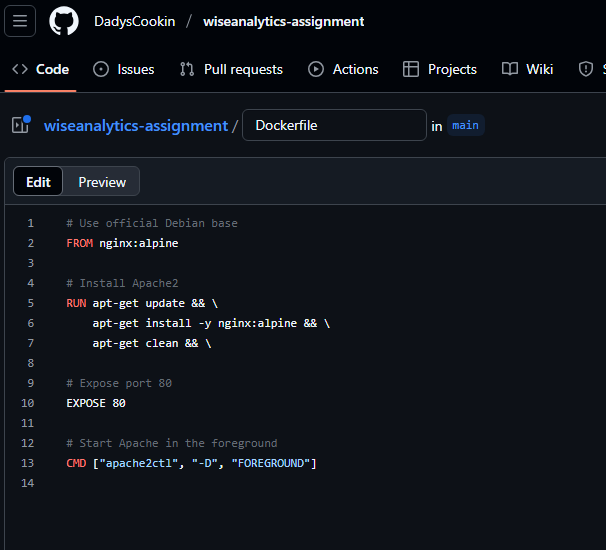 DadysCookin / wiseanalytics-assignment
Code Issues Pull requests Actions Projects Wiki S
wiseanalytics-assignment / Dockerfile in main
Edit Preview
1 # Use official Debian base
2 FROM nginx:alpine
3
4 # Install Apache2
5 RUN apt-get update && \
6 apt-get install -y nginx:alpine && \
7 apt-get clean && \
8
9 # Expose port 80
10 EXPOSE 80
11
12 # Start Apache in the foreground
13 CMD ["apache2ctl", "-D", "FOREGROUND"]
14